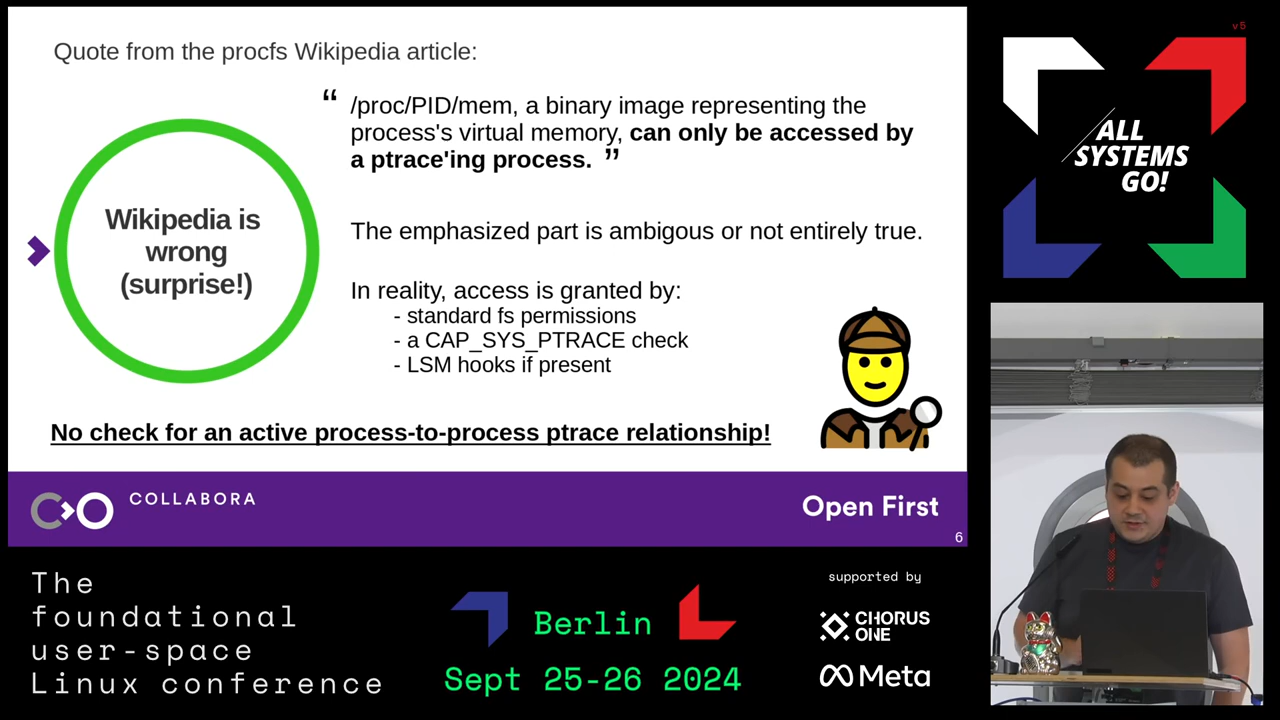 Quote from the procfs Wikipedia article:
“ /proc/PID/mem, a binary image representing the
process's virtual memory, can only be accessed by
a ptrace'ing process. ”
Wikipedia is
wrong
(surprise!)
The emphasized part is ambigous or not entirely true.
In reality, access is granted by:
- standard fs permissions
- a CAP_SYS_PTRACE check
- LSM hooks if present
No check for an active process-to-process ptrace relationship!
COLLABORA
Open First
6
v5
ALL
SYSTEMS
GO!
The
foundational
user-space
Linux conference
Berlin
Sept 25-26 2024
supported by
CHORUS
ONE
Meta